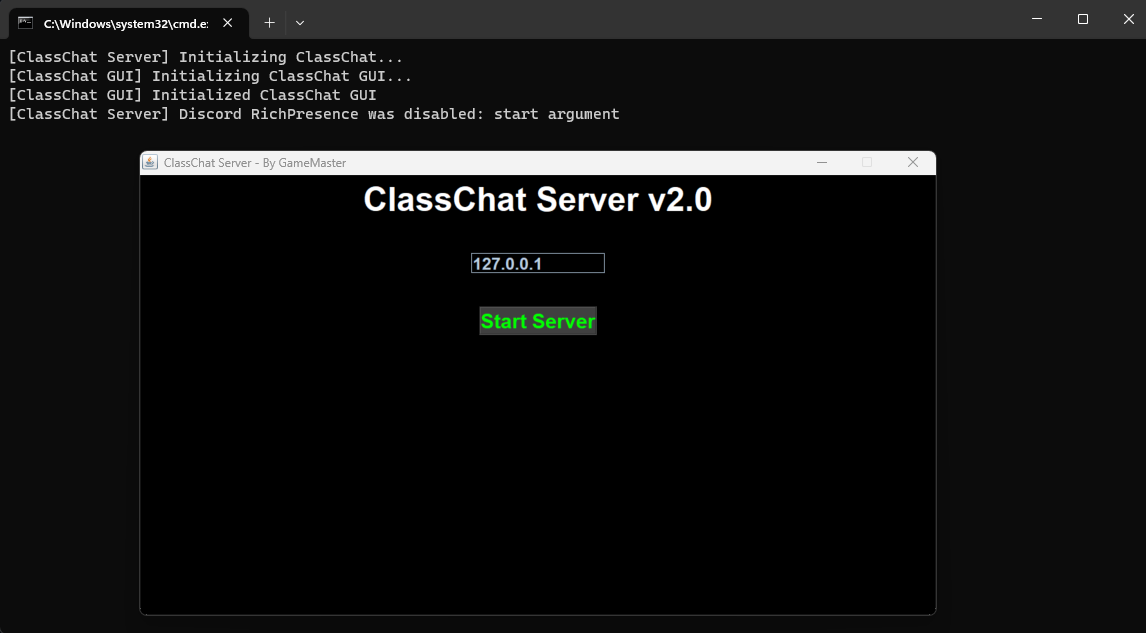 C:\Windows\system32\cmd.e:
[ClassChat Server] Initializing ClassChat...
[ClassChat GUI] Initializing ClassChat GUI...
[ClassChat GUI] Initialized ClassChat GUI
[ClassChat Server] Discord RichPresence was disabled: start argument
ClassChat Server - By GameMaster
ClassChat Server v2.0
127.0.0.1
Start Server